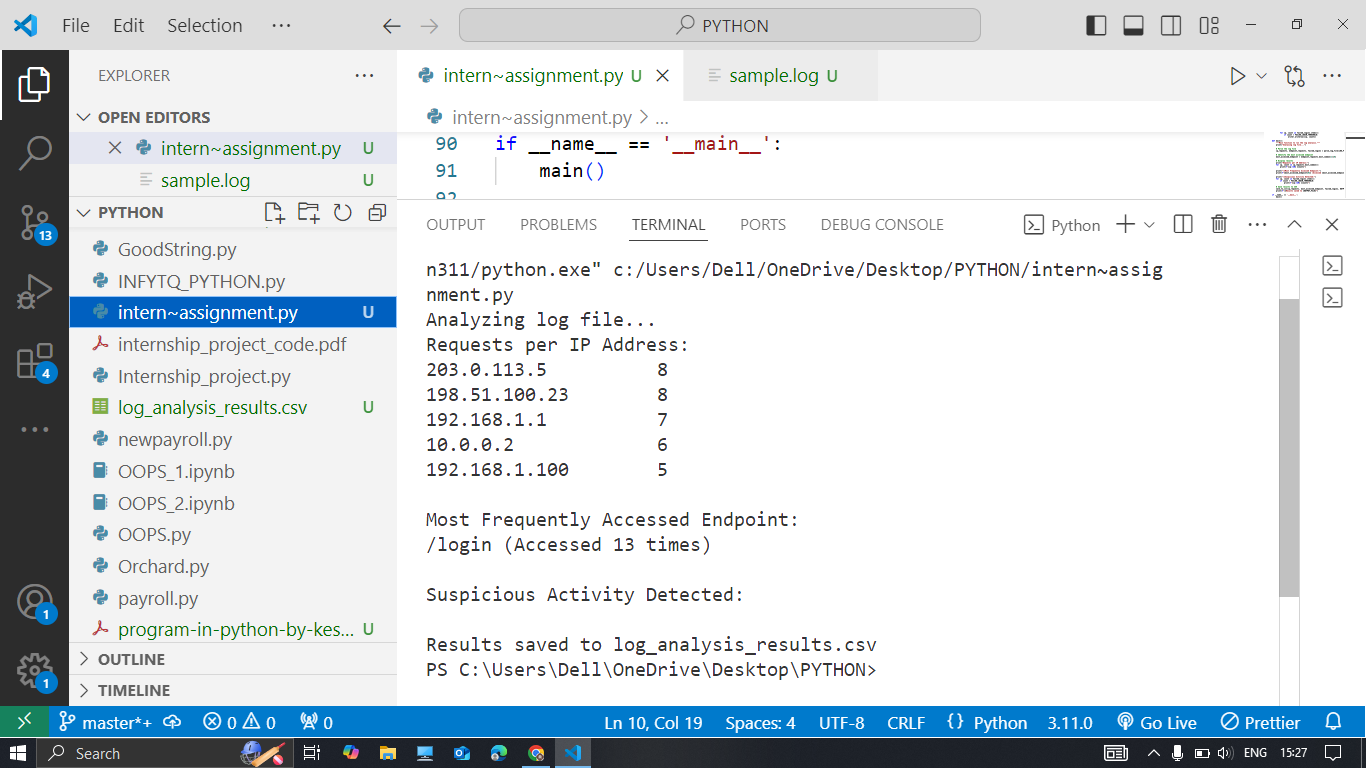 File Edit Selection ···
PYTHON
EXPLORER
OPEN EDITORS
intern~assignment.py U
sample.log U
PYTHON
GoodString.py
INFYTQ_PYTHON.py
intern~assignment.py U
internship_project_code.pdf
Internship_project.py
log_analysis_results.csv U
newpayroll.py
OOPS_1.ipynb
OOPS_2.ipynb
OOPS.py
Orchard.py
payroll.py
program-in-python-by-kes... U
OUTLINE
TIMELINE
13
4
1
1
intern~assignment.py U
sample.log U
intern~assignment.py > ...
90 if __name__ == '__main__':
91 main()
92
OUTPUT PROBLEMS TERMINAL PORTS DEBUG CONSOLE
Python
n311/python.exe" c:/Users/Dell/OneDrive/Desktop/PYTHON/intern~assig
nment.py
Analyzing log file...
Requests per IP Address:
203.0.113.5 8
198.51.100.23 8
192.168.1.1 7
10.0.0.2 6
192.168.1.100 5
Most Frequently Accessed Endpoint:
/login (Accessed 13 times)
Suspicious Activity Detected:
Results saved to log_analysis_results.csv
PS C:\Users\Dell\OneDrive\Desktop\PYTHON>
master*+ 0 0 0 Ln 10, Col 19 Spaces: 4 UTF-8 CRLF {} Python 3.11.0 Go Live Prettier
Search
ENG 15:27